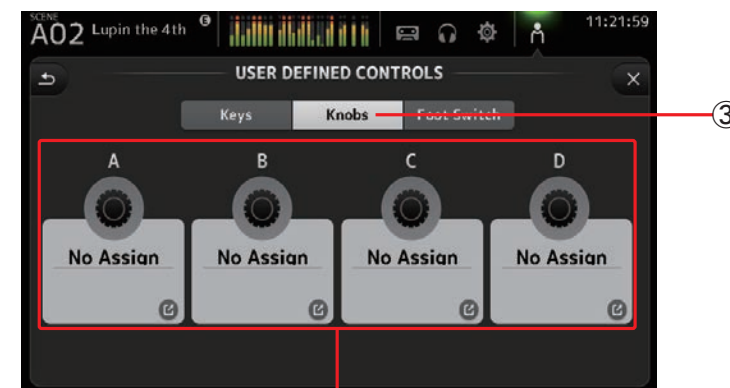 SCENE
A02 Lupin the 4th E 11:21:59
USER DEFINED CONTROLS
Keys Knobs Foot Switch
③
A B C D
No Assign No Assign No Assign No Assign